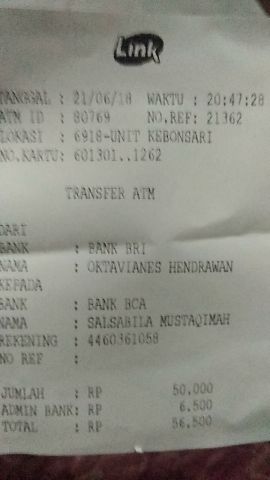 Link
TANGGAL : 21/06/18 WAKTU : 20:47:28
ATM ID : 80769 NO.REF: 21362
LOKASI : 6918-UNIT KEBONSARI
NO.KARTU: 601301..1262
TRANSFER ATM
DARI
BANK : BANK BRI
NAMA : OKTAVIANES HENDRAWAN
KEPADA
BANK : BANK BCA
NAMA : SALSABILA MUSTAQIMAH
REKENING : 4460361058
NO REF :
JUMLAH : RP 50.000
ADMIN BANK: RP 6.500
TOTAL : RP 56.500